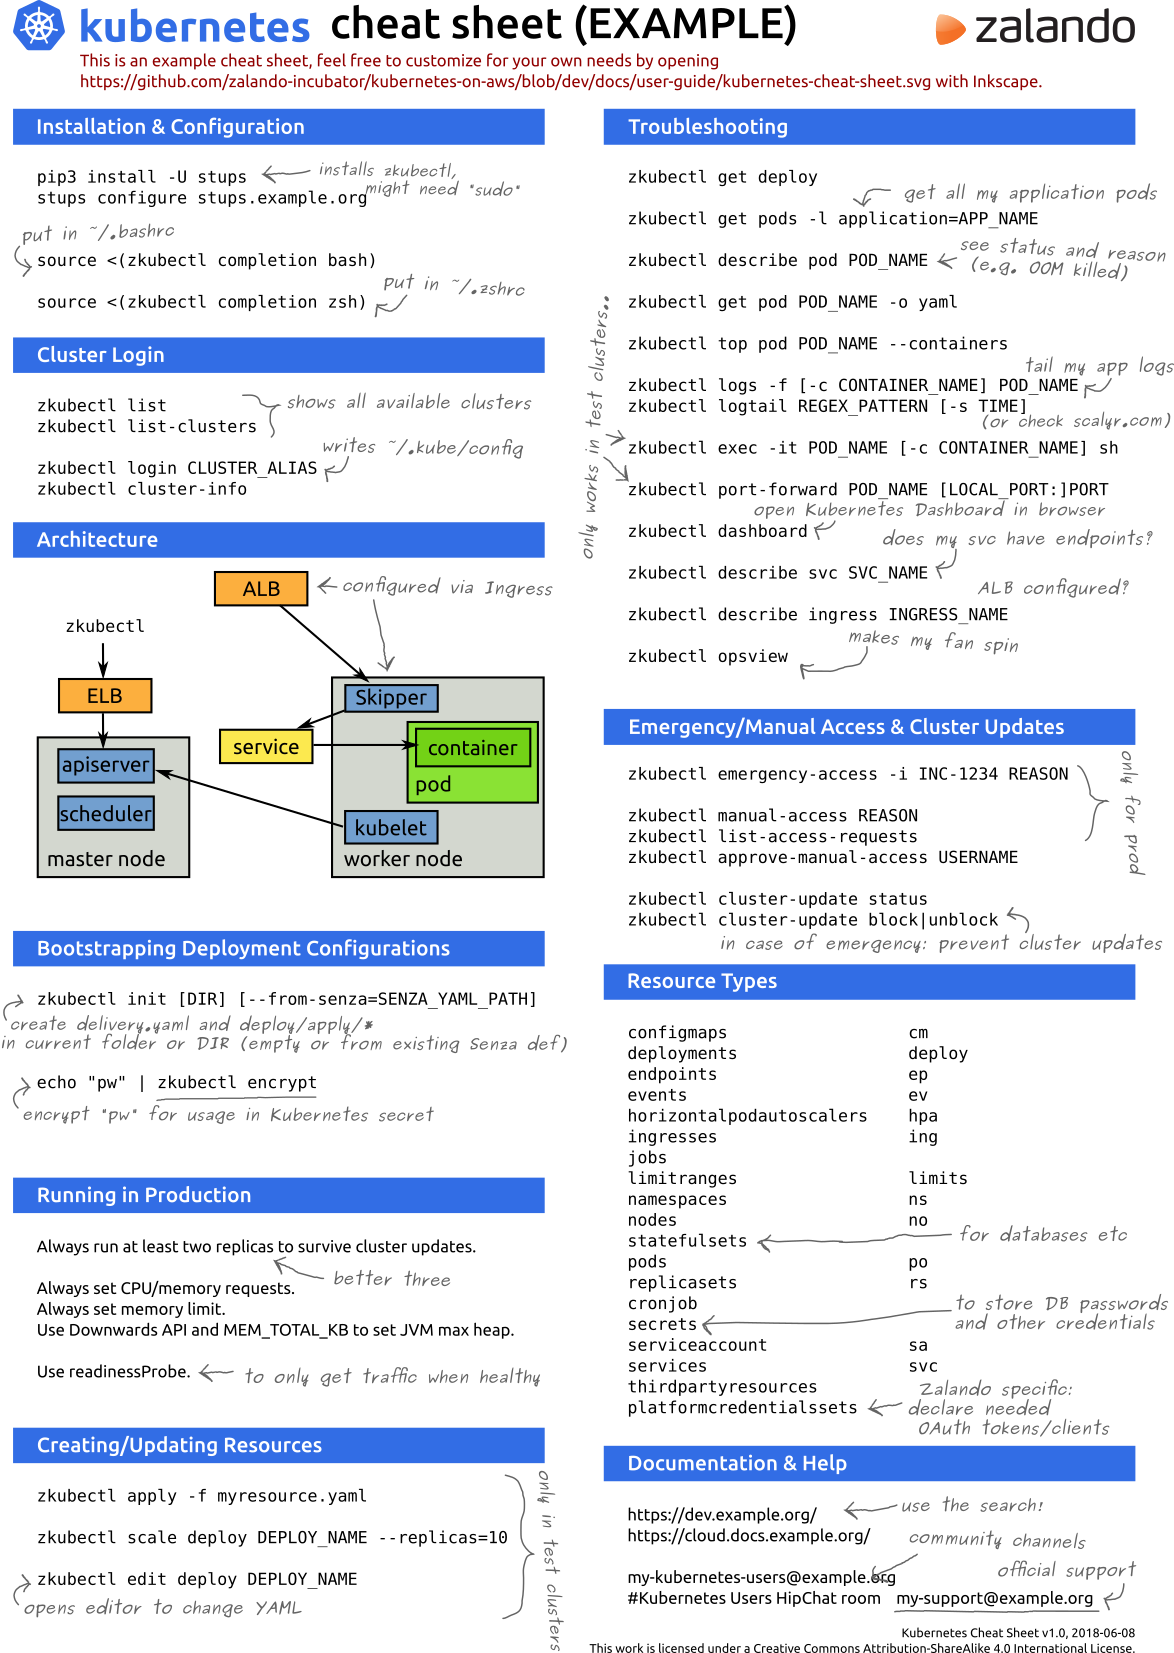 kubernetes cheat sheet (EXAMPLE)
zalando
This is an example cheat sheet, feel free to customize for your own needs by opening
https://github.com/zalando-incubator/kubernetes-on-aws/blob/dev/docs/user-guide/kubernetes-cheat-sheet.svg with Inkscape.
Installation & Configuration
pip3 install -U stups
installs zkubectl,
might need "sudo"
stups configure stups.example.org
put in ~/.bashrc
source <(zkubectl completion bash)
put in ~/.zshrc
source <(zkubectl completion zsh)
Cluster Login
zkubectl list
zkubectl list-clusters
shows all available clusters
writes ~/.kube/config
zkubectl login CLUSTER_ALIAS
zkubectl cluster-info
Architecture
ALB
configured via Ingress
zkubectl
ELB
Skipper
service
container
pod
apiserver
scheduler
kubelet
master node
worker node
Bootstrapping Deployment Configurations
zkubectl init [DIR] [--from-senza=SENZA_YAML_PATH]
create delivery.yaml and deploy/apply/*
in current folder or DIR (empty or from existing Senza def)
echo "pw" | zkubectl encrypt
encrypt "pw" for usage in Kubernetes secret
Running in Production
Always run at least two replicas to survive cluster updates.
better three
Always set CPU/memory requests.
Always set memory limit.
Use Downwards API and MEM_TOTAL_KB to set JVM max heap.
Use readinessProbe.
to only get traffic when healthy
Creating/Updating Resources
zkubectl apply -f myresource.yaml
zkubectl scale deploy DEPLOY_NAME --replicas=10
zkubectl edit deploy DEPLOY_NAME
opens editor to change YAML
only in test clusters
Troubleshooting
zkubectl get deploy
get all my application pods
zkubectl get pods -l application=APP_NAME
see status and reason
(e.g. OOM killed)
zkubectl describe pod POD_NAME
zkubectl get pod POD_NAME -o yaml
zkubectl top pod POD_NAME --containers
tail my app logs
zkubectl logs -f [-c CONTAINER_NAME] POD_NAME
zkubectl logtail REGEX_PATTERN [-s TIME]
(or check scalyr.com)
only works in test clusters..
zkubectl exec -it POD_NAME [-c CONTAINER_NAME] sh
zkubectl port-forward POD_NAME [LOCAL_PORT:]PORT
open Kubernetes Dashboard in browser
zkubectl dashboard
does my svc have endpoints?
zkubectl describe svc SVC_NAME
ALB configured?
zkubectl describe ingress INGRESS_NAME
makes my fan spin
zkubectl opsview
Emergency/Manual Access & Cluster Updates
zkubectl emergency-access -i INC-1234 REASON
zkubectl manual-access REASON
zkubectl list-access-requests
zkubectl approve-manual-access USERNAME
only for prod
zkubectl cluster-update status
zkubectl cluster-update block|unblock
in case of emergency: prevent cluster updates
Resource Types
configmaps cm
deployments deploy
endpoints ep
events ev
horizontalpodautoscalers hpa
ingresses ing
jobs
limitranges limits
namespaces ns
nodes no
statefulsets
for databases etc
pods po
replicasets rs
cronjob
secrets
to store DB passwords
and other credentials
serviceaccount sa
services svc
thirdpartyresources
platformcredentialssets
Zalando specific:
declare needed
OAuth tokens/clients
Documentation & Help
https://dev.example.org/
use the search!
https://cloud.docs.example.org/
community channels
my-kubernetes-users@example.org
official support
#Kubernetes Users HipChat room my-support@example.org
Kubernetes Cheat Sheet v1.0, 2018-06-08
This work is licensed under a Creative Commons Attribution-ShareAlike 4.0 International License.